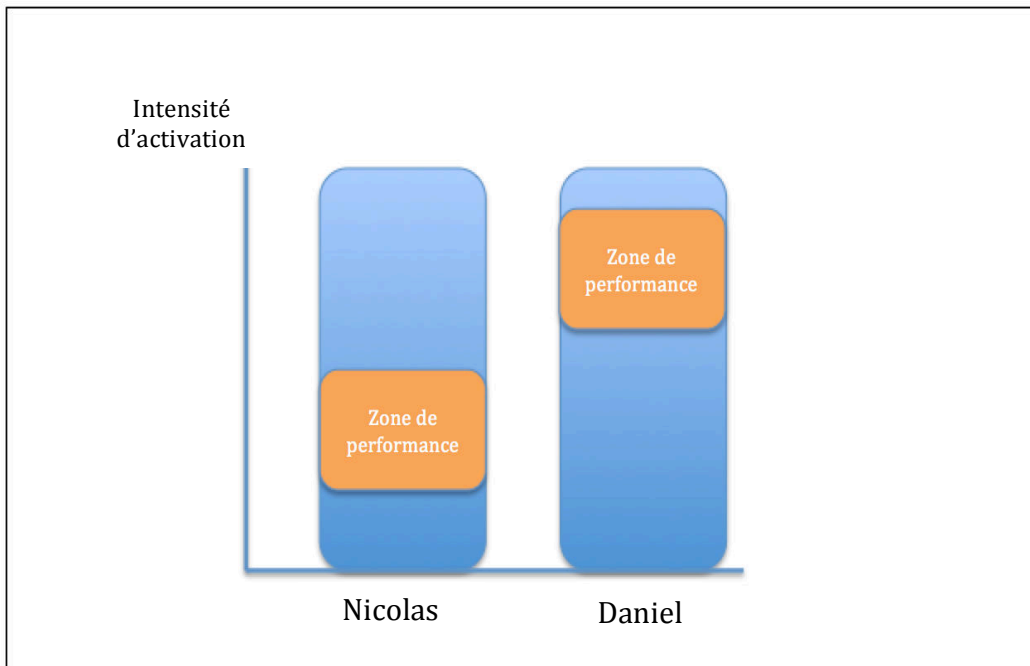 Intensité
d’activation
Zone de
performance
Zone de
performance
Nicolas
Daniel